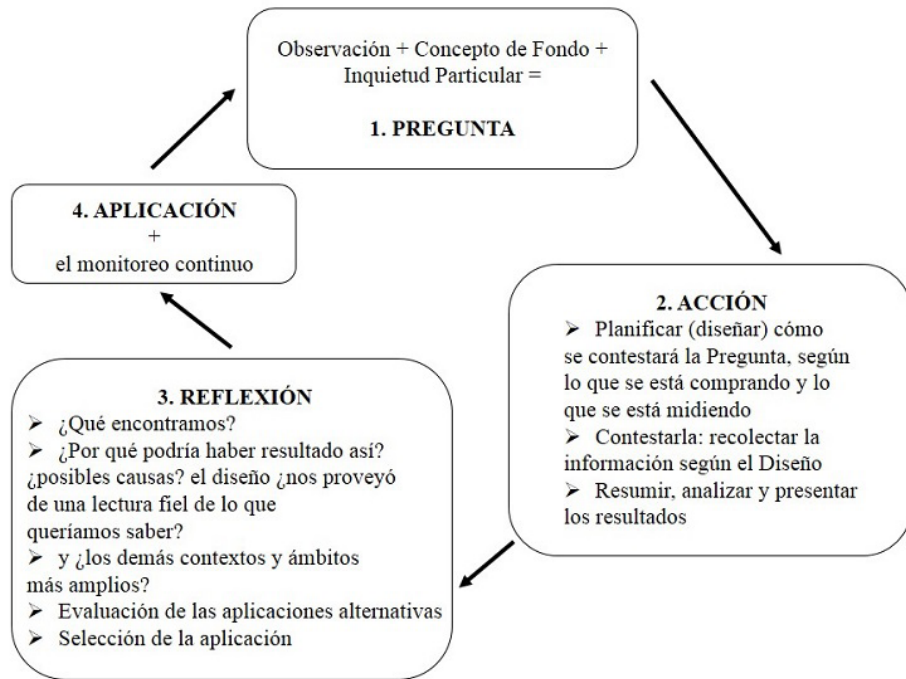 Observación + Concepto de Fondo +
Inquietud Particular =
1. PREGUNTA
2. ACCIÓN
➢ Planificar (diseñar) cómo
se contestará la Pregunta, según
lo que se está comprando y lo
que se está midiendo
➢ Contestarla: recolectar la
información según el Diseño
➢ Resumir, analizar y presentar
los resultados
3. REFLEXIÓN
➢ ¿Qué encontramos?
➢ ¿Por qué podría haber resultado así?
¿posibles causas? el diseño ¿nos proveyó
de una lectura fiel de lo que
queríamos saber?
➢ y ¿los demás contextos y ámbitos
más amplios?
➢ Evaluación de las aplicaciones alternativas
➢ Selección de la aplicación
4. APLICACIÓN
+
el monitoreo continuo